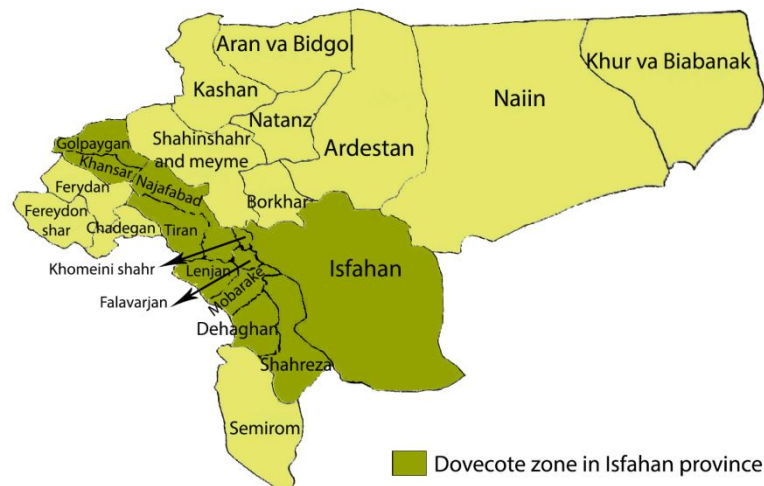 Aran va Bidgol
Khur va Biabanak
Kashan
Naiin
Natanz
Shahinshahr
and meyme
Ardestan
Golpaygan
Khansar
Najafabad
Ferydan
Borkhar
Fereydon
shar
Chadegan
Tiran
Khomeini shahr
Lenjan
Isfahan
Mobarake
Falavarjan
Dehaghan
Shahreza
Semirom
Dovecote zone in Isfahan province